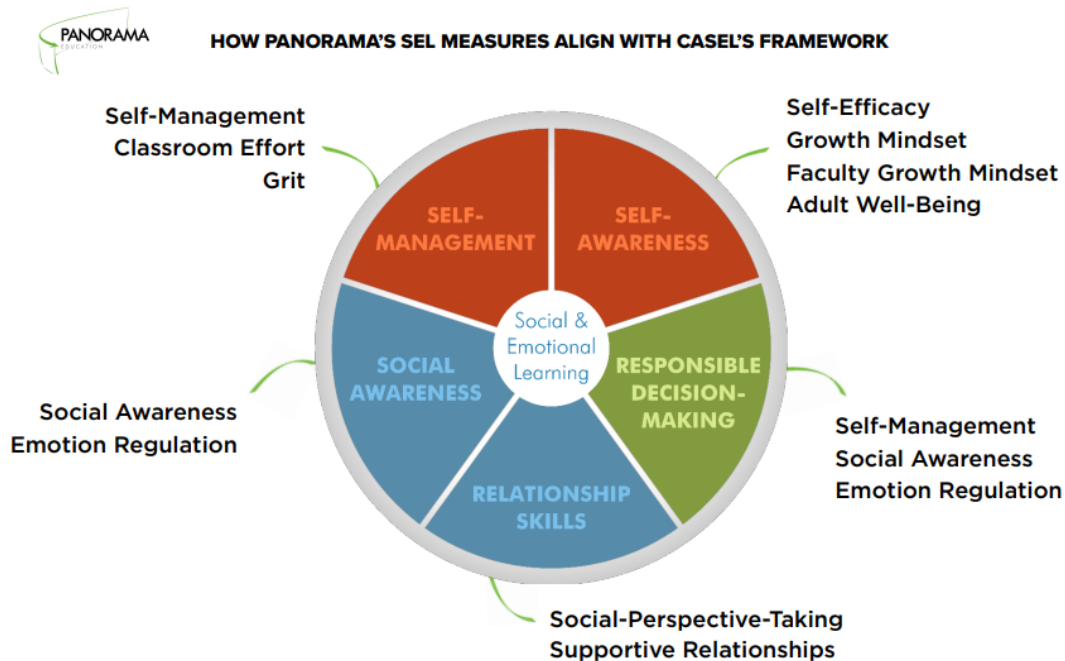 PANORAMA
EDUCATION
HOW PANORAMA'S SEL MEASURES ALIGN WITH CASEL'S FRAMEWORK
Self-Management
Classroom Effort
Grit
Self-Efficacy
Growth Mindset
Faculty Growth Mindset
Adult Well-Being
SELF-
MANAGEMENT
SELF-
AWARENESS
Social &
Emotional
Learning
SOCIAL
AWARENESS
RESPONSIBLE
DECISION-
MAKING
RELATIONSHIP
SKILLS
Social Awareness
Emotion Regulation
Self-Management
Social Awareness
Emotion Regulation
Social-Perspective-Taking
Supportive Relationships